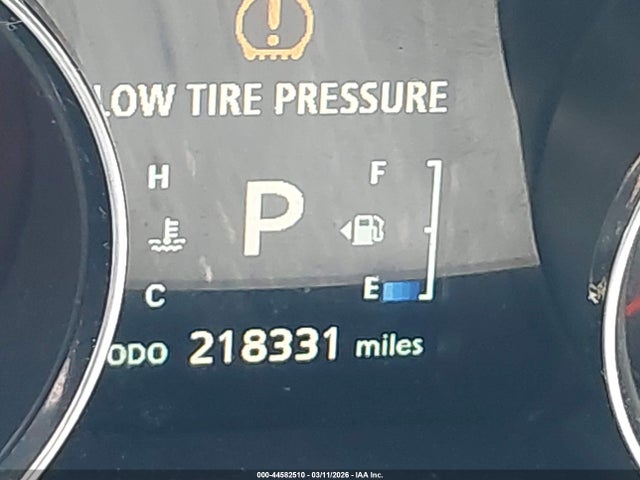 LOW TIRE PRESSURE
H F
P
C E
ODO 218331 miles
000-44582510 - 03/11/2026 - IAA Inc.